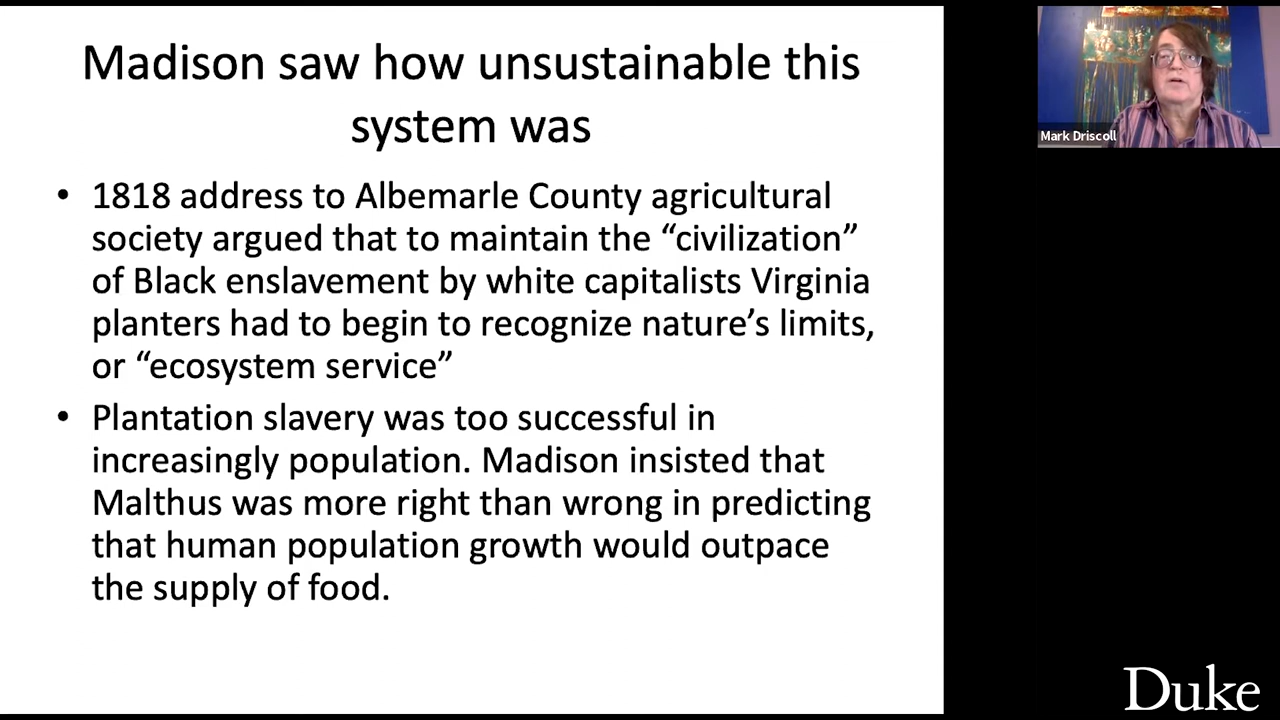 Madison saw how unsustainable this
system was
• 1818 address to Albemarle County agricultural
society argued that to maintain the “civilization”
of Black enslavement by white capitalists Virginia
planters had to begin to recognize nature’s limits,
or “ecosystem service”
• Plantation slavery was too successful in
increasingly population. Madison insisted that
Malthus was more right than wrong in predicting
that human population growth would outpace
the supply of food.
Mark Driscoll
Duke